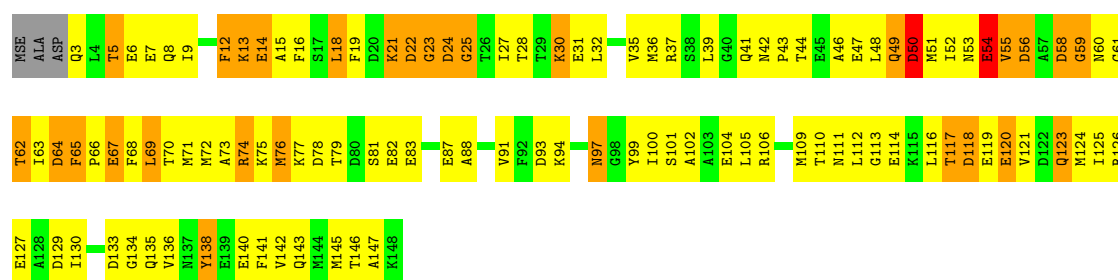 MSE ALA ASP Q3 L4 T5 E6 E7 Q8 I9 F12 K13 E14 A15 F16 S17 L18 F19 D20 K21 D22 G23 D24 G25 T26 I27 T28 T29 K30 E31 L32 V35 M36 R37 S38 L39 G40 Q41 N42 P43 T44 E45 A46 E47 L48 Q49 D50 M51 I52 N53 E54 V55 D56 A57 D58 G59 N60 G61
T62 I63 D64 F65 P66 E67 F68 L69 T70 M71 M72 A73 R74 K75 M76 K77 D78 T79 D80 S81 E82 E83 E87 A88 V91 F92 D93 K94 N97 G98 Y99 I100 S101 A102 A103 E104 L105 R106 M109 T110 N111 L112 G113 E114 K115 L116 T117 D118 E119 E120 V121 D122 Q123 M124 I125 R126
E127 A128 D129 I130 D133 G134 Q135 V136 N137 Y138 E139 E140 F141 V142 Q143 M144 M145 T146 A147 K148